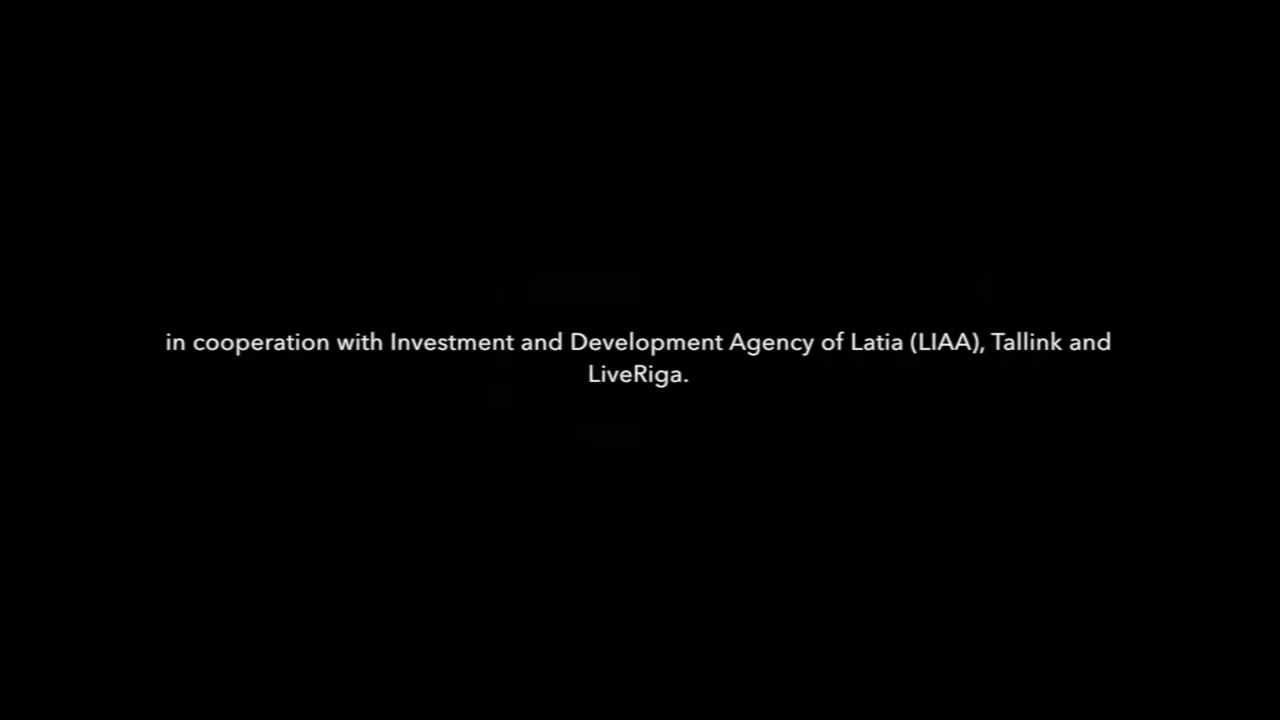 in cooperation with Investment and Development Agency of Latia (LIAA), Tallink and
LiveRiga.